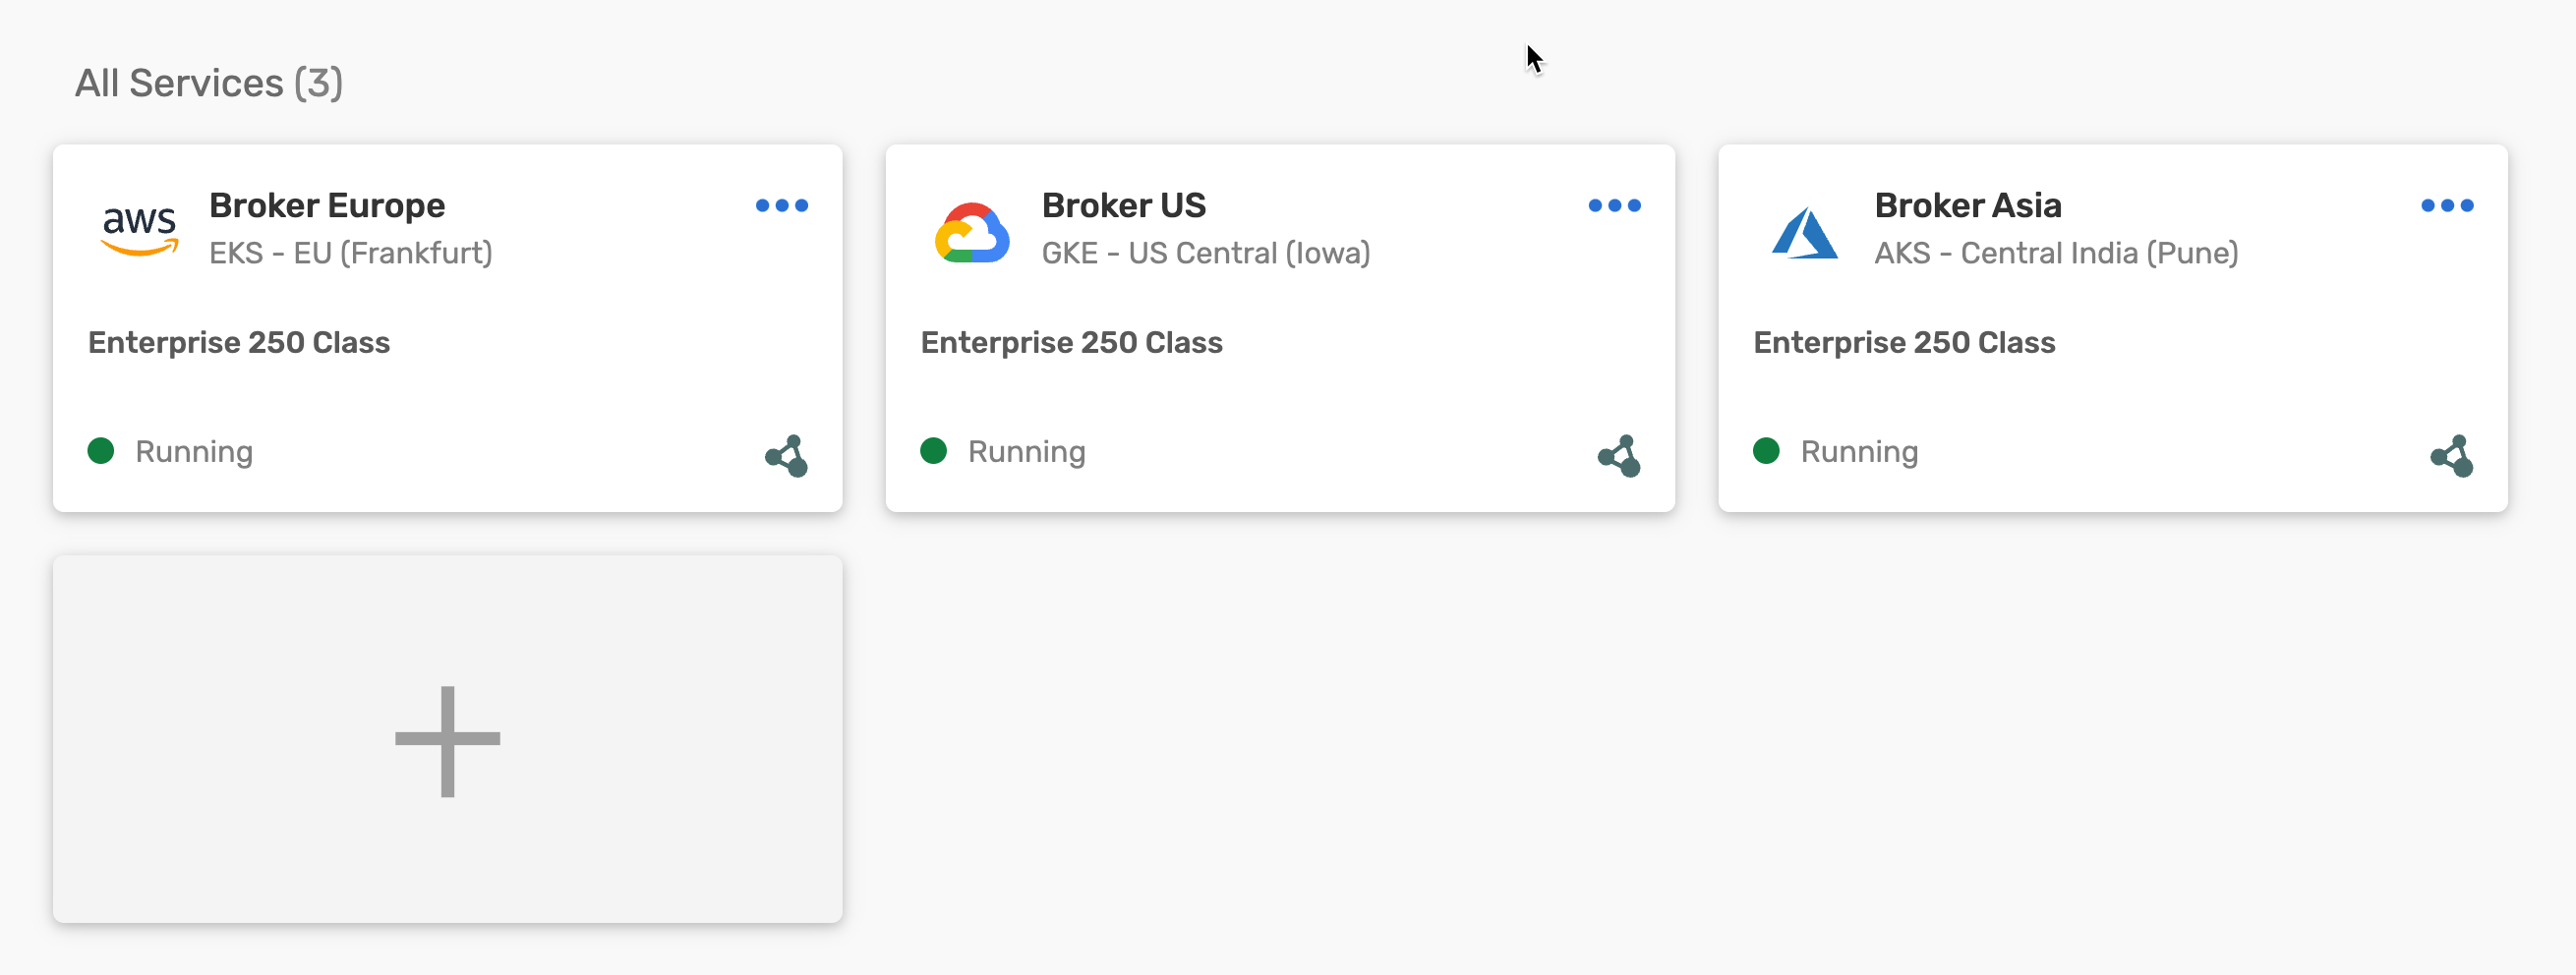 All Services (3)
aws
Broker Europe
EKS - EU (Frankfurt)
Enterprise 250 Class
Running
Broker US
GKE - US Central (Iowa)
Enterprise 250 Class
Running
Broker Asia
AKS - Central India (Pune)
Enterprise 250 Class
Running